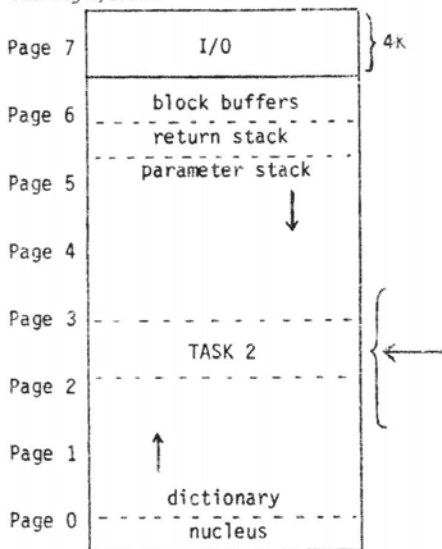 Page 7
I/O
4K
Page 6
block buffers
return stack
Page 5
parameter stack
Page 4
Page 3
TASK 2
Page 2
Page 1
dictionary
Page 0
nucleus